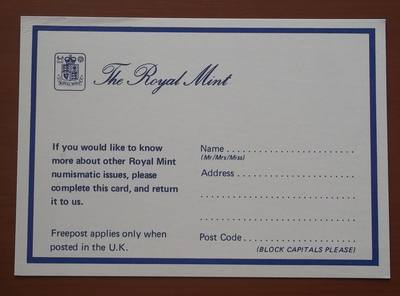 The Royal Mint
If you would like to know
more about other Royal Mint
numismatic issues, please
complete this card, and return
it to us.
Freepost applies only when
posted in the U.K.
Name ........................
(Mr/Mrs/Miss)
Address ......................
..............................
..............................
Post Code ....................
(BLOCK CAPITALS PLEASE)